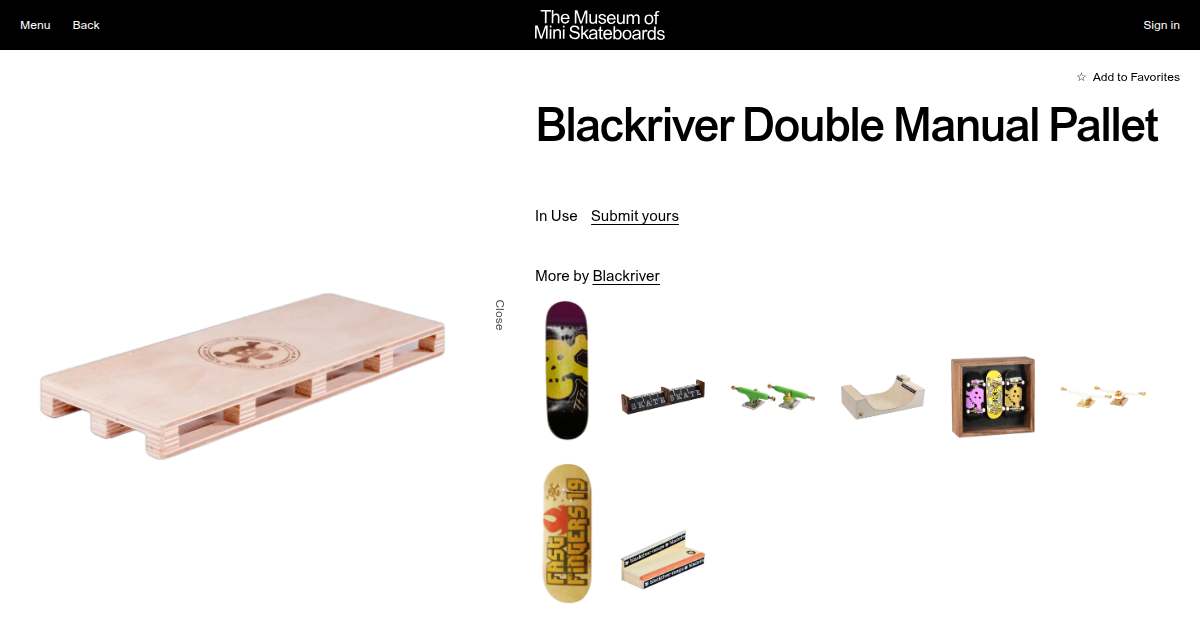 Menu
Back
The Museum of
Mini Skateboards
Sign in
☆ Add to Favorites
Blackriver Double Manual Pallet
In Use Submit yours
More by Blackriver
Close
SKATE SKATE
FAST
FINGERS 19